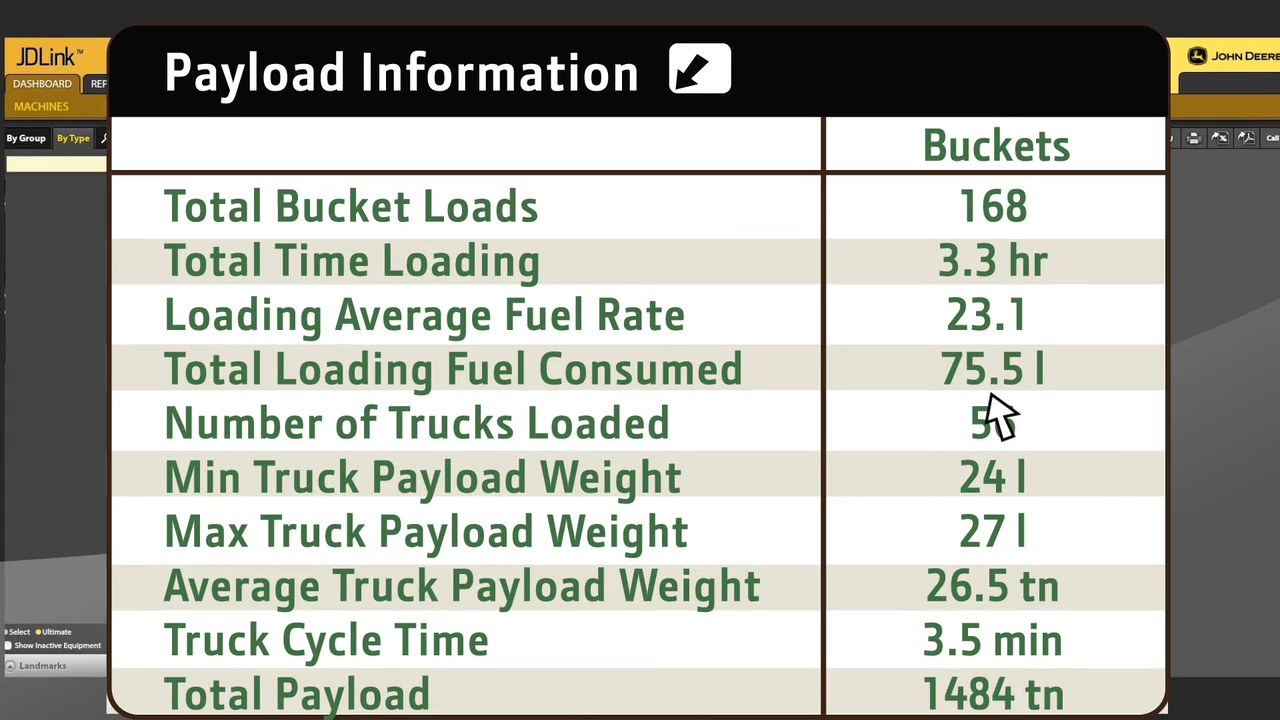 JDLink™
JOHN DEERE
DASHBOARD
MACHINES
By Group
By Type
Payload Information
Buckets
Total Bucket Loads 168
Total Time Loading 3.3 hr
Loading Average Fuel Rate 23.1
Total Loading Fuel Consumed 75.5 l
Number of Trucks Loaded
Min Truck Payload Weight 24 l
Max Truck Payload Weight 27 l
Average Truck Payload Weight 26.5 tn
Truck Cycle Time 3.5 min
Total Payload 1484 tn
Select Ultimate
Show Inactive Equipment
Landmarks